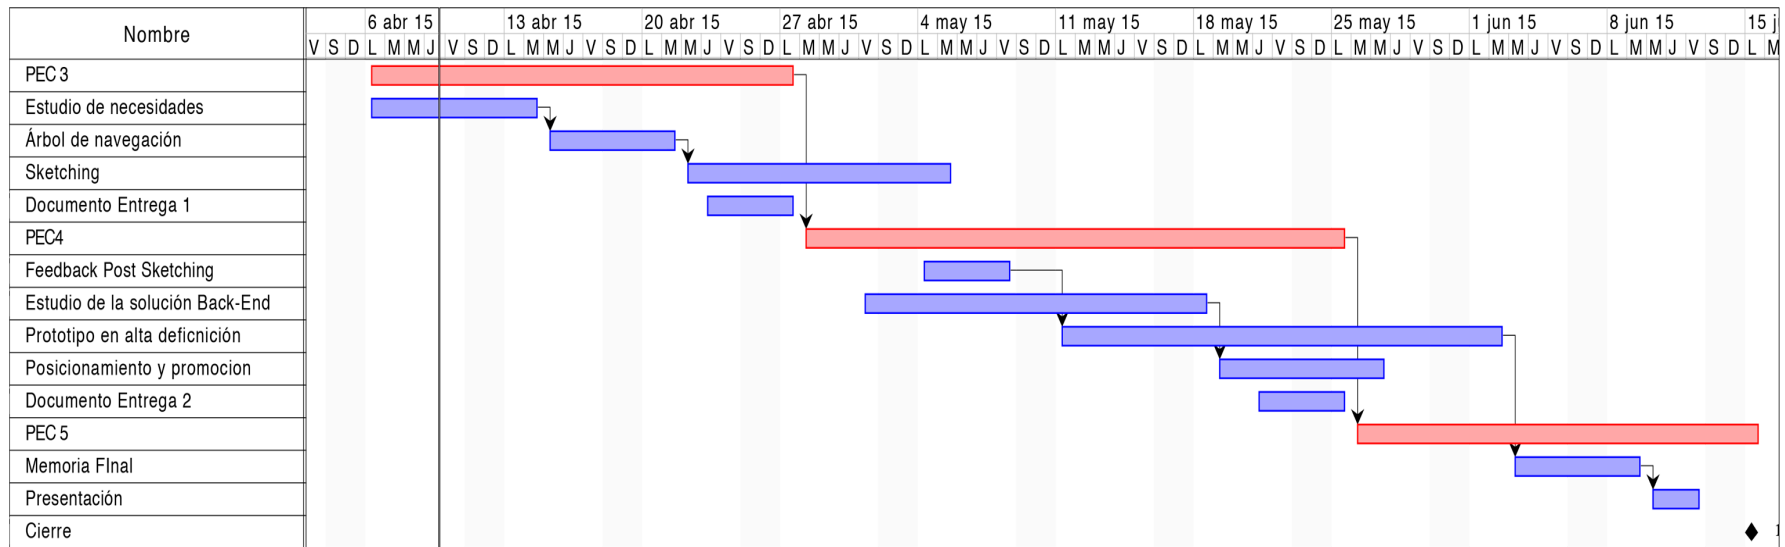 Nombre
6 abr 15 13 abr 15 20 abr 15 27 abr 15 4 may 15 11 may 15 18 may 15 25 may 15 1 jun 15 8 jun 15 15 j
V S D L M M J V S D L M M J V S D L M M J V S D L M M J V S D L M M J V S D L M M J V S D L M M J V S D L M M J V S D L M M J V S D L M M J V S D L M
PEC 3
Estudio de necesidades
Árbol de navegación
Sketching
Documento Entrega 1
PEC4
Feedback Post Sketching
Estudio de la solución Back-End
Prototipo en alta deficnición
Posicionamiento y promocion
Documento Entrega 2
PEC 5
Memoria FInal
Presentación
Cierre